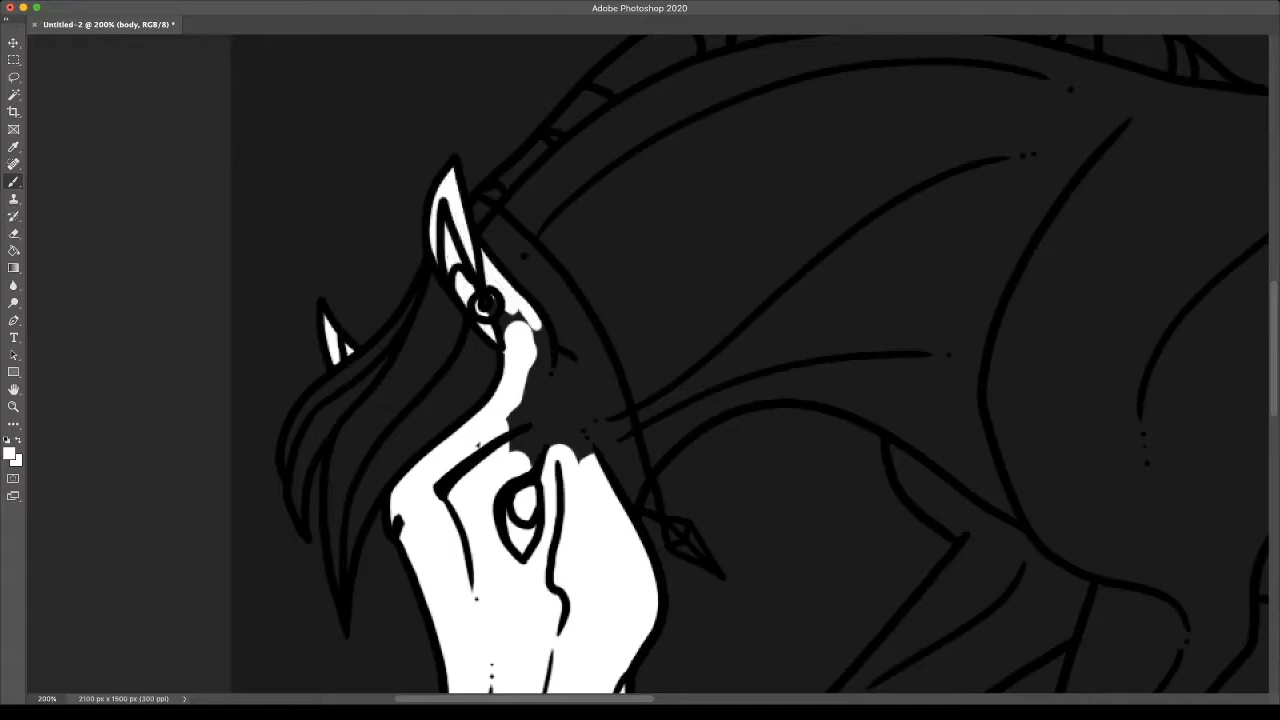 Adobe Photoshop 2020
Untitled-2 @ 200% (body, RGB/8) *
200%
2100 px x 1500 px (300 ppi)